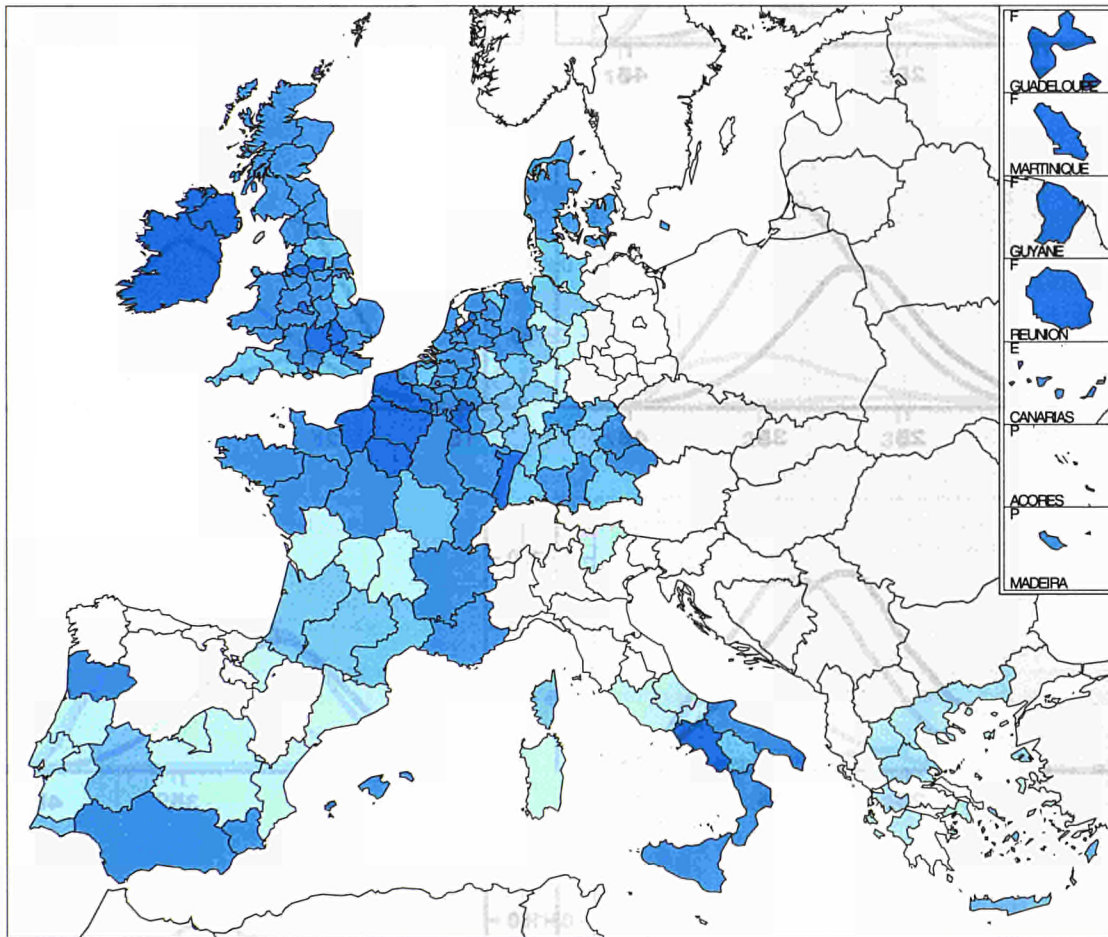 F
GUADELOUPE
F
MARTINIQUE
F
GUYANE
F
REUNION
E
CANARIAS
P
ACORES
P
MADEIRA